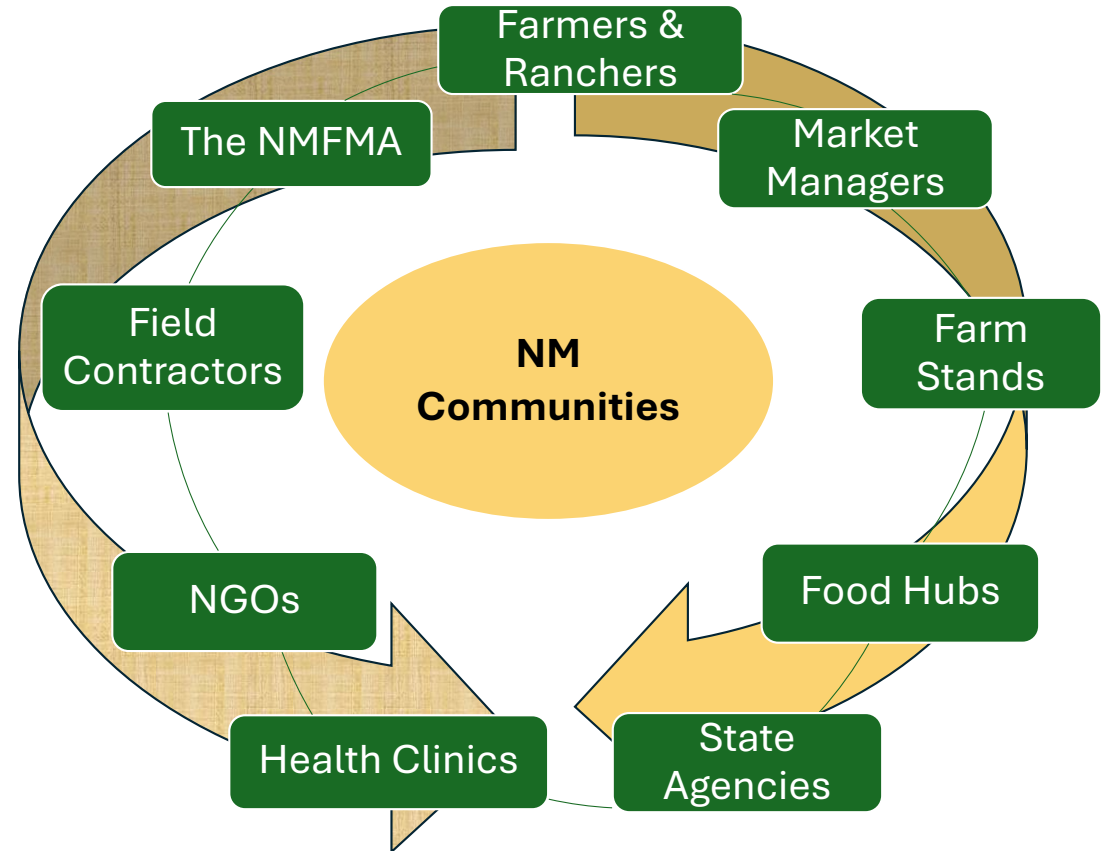 Farmers &
Ranchers
The NMFMA
Market
Managers
Field
Contractors
NM
Communities
Farm
Stands
NGOs
Food Hubs
Health Clinics
State
Agencies